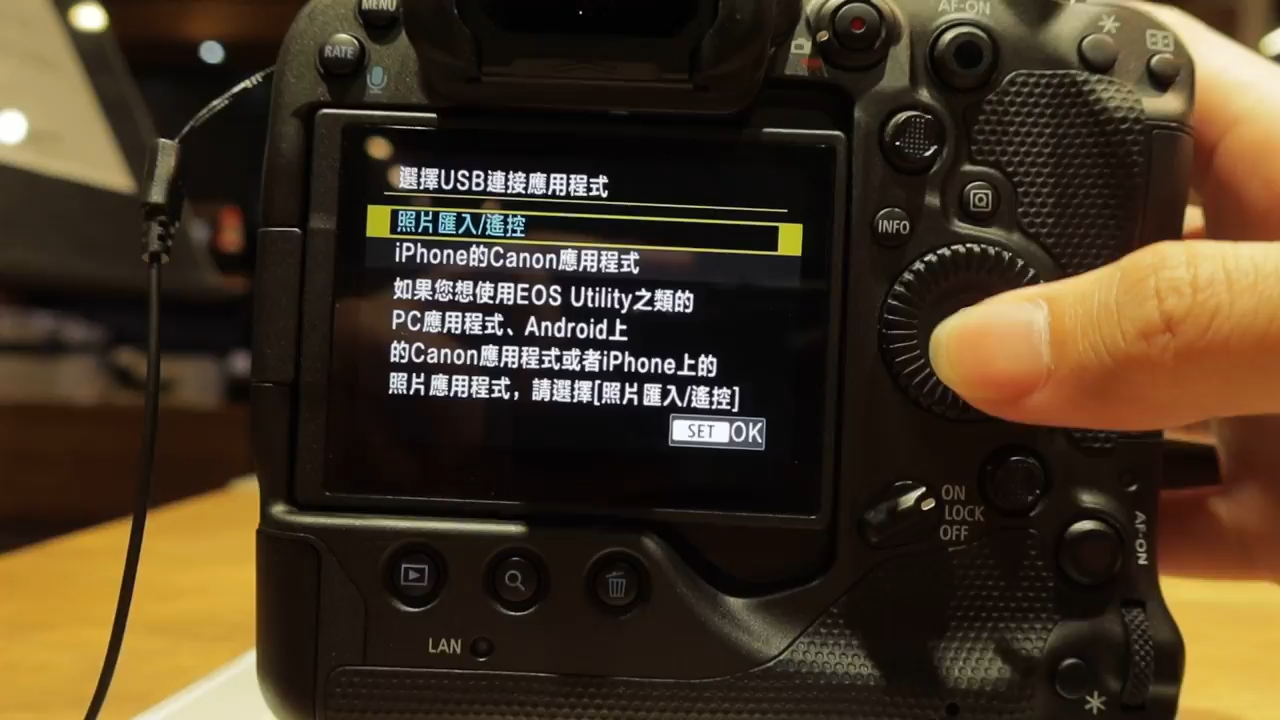 MENU
RATE
AF-ON
選擇USB連接應用程式
照片匯入/遙控
iPhone的Canon應用程式
如果您想使用EOS Utility之類的
PC應用程式、Android上
的Canon應用程式或者iPhone上的
照片應用程式，請選擇[照片匯入/遙控]
SET OK
Q
INFO
ON
LOCK
OFF
AF-ON
LAN